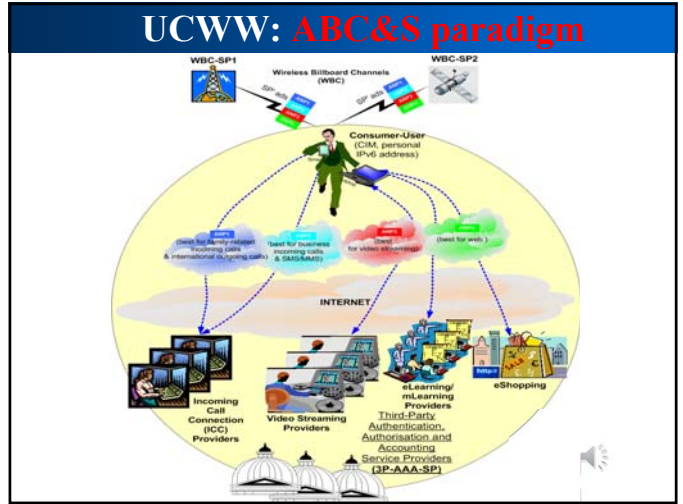 UCWW: ABC&S paradigm
WBC-SP1
WBC-SP2
Wireless Billboard Channels
(WBC)
SP' ads
SP' ads
Consumer-User
(CIM, personal
IPv6 address)
(best for family-related
incoming calls
& international outgoing calls)
(best for business
incoming calls
& SMS/MMS)
(best
for video streaming)
(best for web )
INTERNET
Incoming
Call
Connection
(ICC)
Providers
Video Streaming
Providers
eLearning/
mLearning
Providers
http:/
SALE
eShopping
Third-Party
Authentication,
Authorisation and
Accounting
Service Providers
(3P-AAA-SP)